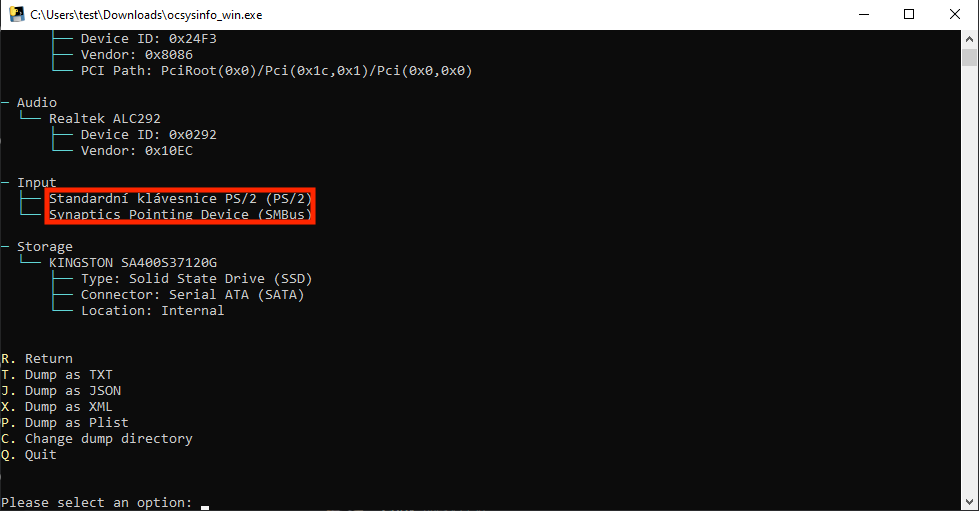 C:\Users\test\Downloads\ocsysinfo_win.exe
Device ID: 0x24F3
Vendor: 0x8086
PCI Path: PciRoot(0x0)/Pci(0x1c,0x1)/Pci(0x0,0x0)
Audio
Realtek ALC292
Device ID: 0x0292
Vendor: 0x10EC
Input
Standardní klávesnice PS/2 (PS/2)
Synaptics Pointing Device (SMBus)
Storage
KINGSTON SA400S37120G
Type: Solid State Drive (SSD)
Connector: Serial ATA (SATA)
Location: Internal
R. Return
T. Dump as TXT
J. Dump as JSON
X. Dump as XML
P. Dump as Plist
C. Change dump directory
Q. Quit
Please select an option: